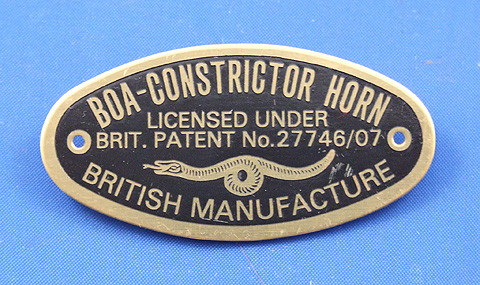 BOA-CONSTRICTOR HORN
LICENSED UNDER
BRIT. PATENT No.27746/07
BRITISH MANUFACTURE